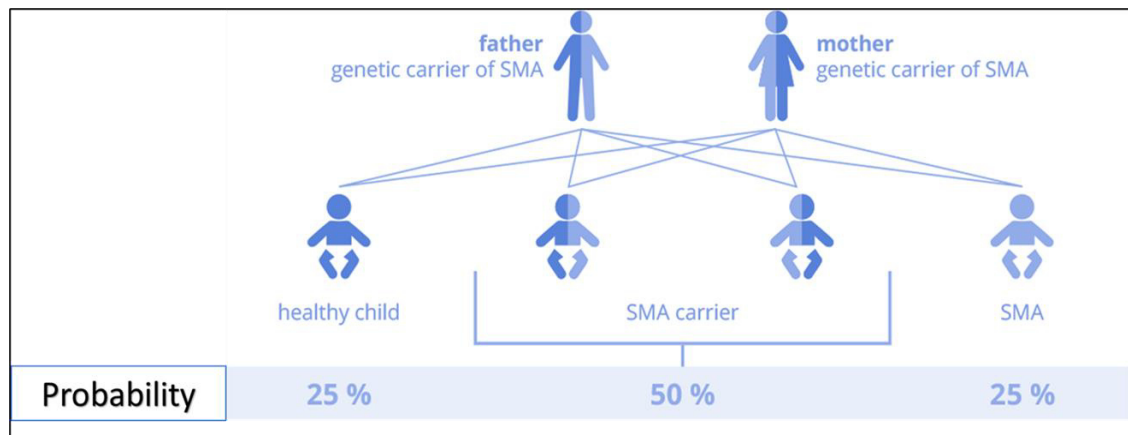 father
genetic carrier of SMA
mother
genetic carrier of SMA
healthy child
SMA carrier
SMA
Probability
25 %
50 %
25 %